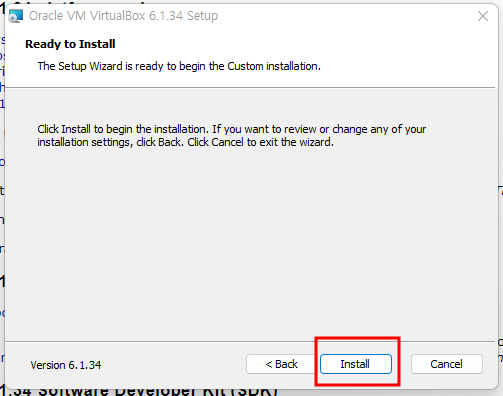 Oracle VM VirtualBox 6.1.34 Setup
Ready to Install
The Setup Wizard is ready to begin the Custom installation.
Click Install to begin the installation. If you want to review or change any of your
installation settings, click Back. Click Cancel to exit the wizard.
Version 6.1.34
< Back
Install
Cancel
1.34 Software Developer Kit (SDK)